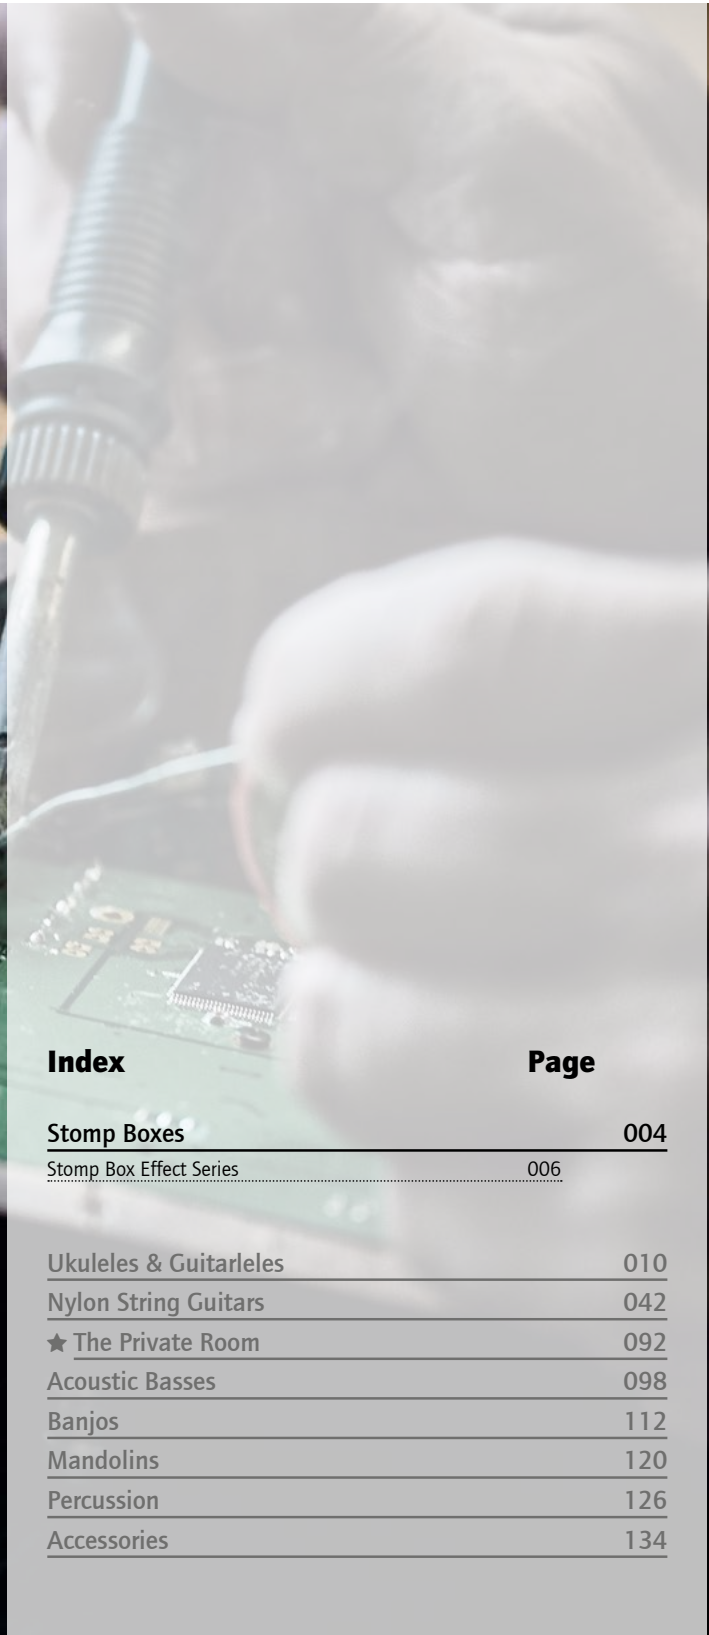 Index Page
Stomp Boxes 004
Stomp Box Effect Series 006
Ukuleles & Guitarleles 010
Nylon String Guitars 042
★ The Private Room 092
Acoustic Basses 098
Banjos 112
Mandolins 120
Percussion 126
Accessories 134